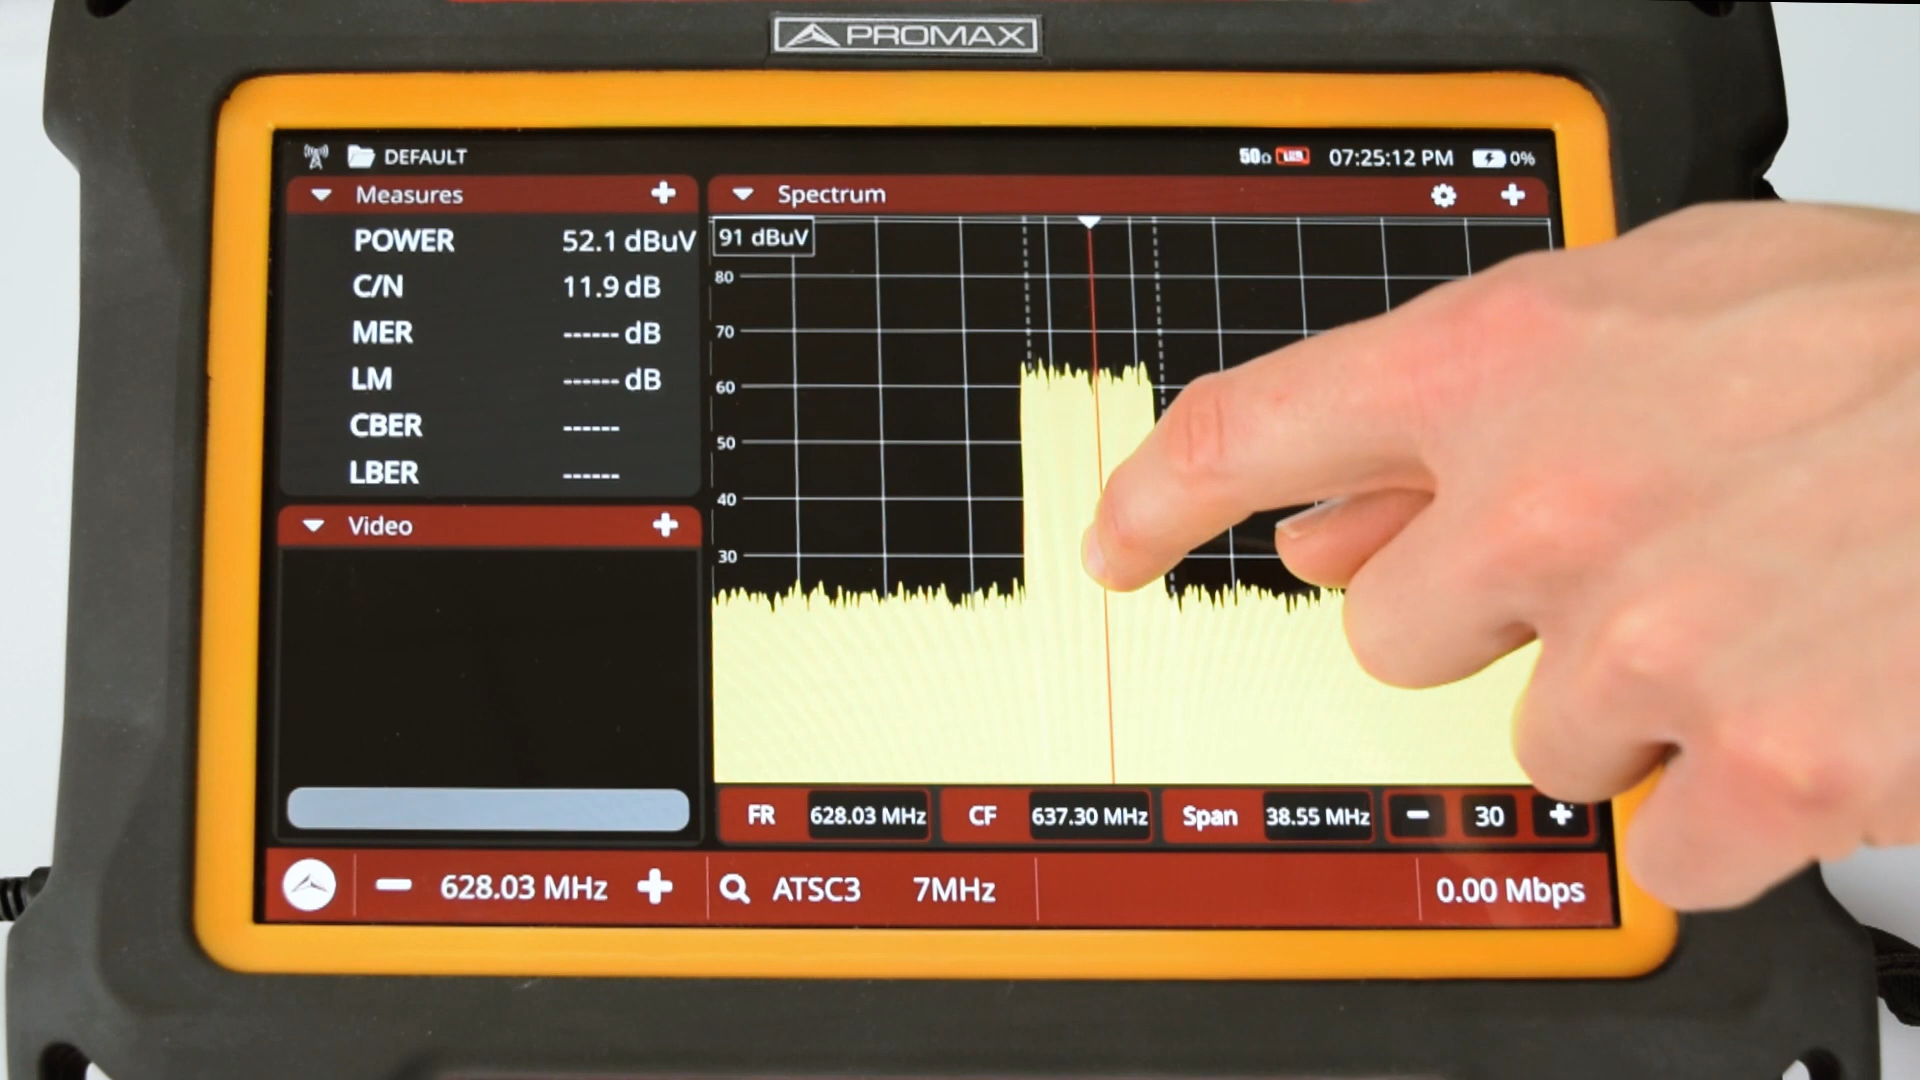 PROMAX
DEFAULT
50Ω
07:25:12 PM
0%
Measures
POWER 52.1 dBuV
C/N 11.9 dB
MER ------ dB
LM ------ dB
CBER ------
LBER ------
Video
Spectrum
91 dBuV
80
70
60
50
40
30
FR 628.03 MHz CF 637.30 MHz Span 38.55 MHz - 30 +
- 628.03 MHz + ATSC3 7MHz 0.00 Mbps